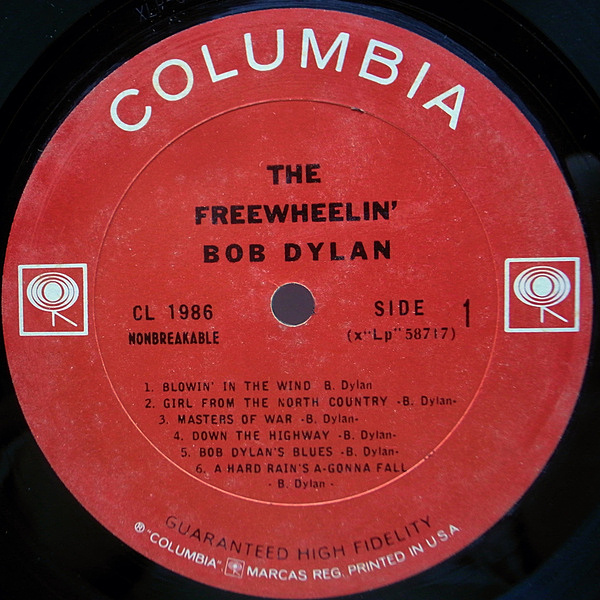 COLUMBIA
THE
FREEWHEELIN'
BOB DYLAN
CL 1986
NONBREAKABLE
SIDE 1
(x"Lp"58717)
1. BLOWIN' IN THE WIND B. Dylan
2. GIRL FROM THE NORTH COUNTRY -B. Dylan-
3. MASTERS OF WAR -B. Dylan-
4. DOWN THE HIGHWAY -B. Dylan-
5. BOB DYLAN'S BLUES -B. Dylan-
6. A HARD RAIN'S A-GONNA FALL
- B. Dylan -
GUARANTEED HIGH FIDELITY
® "COLUMBIA", MARCAS REG. PRINTED IN U.S.A.